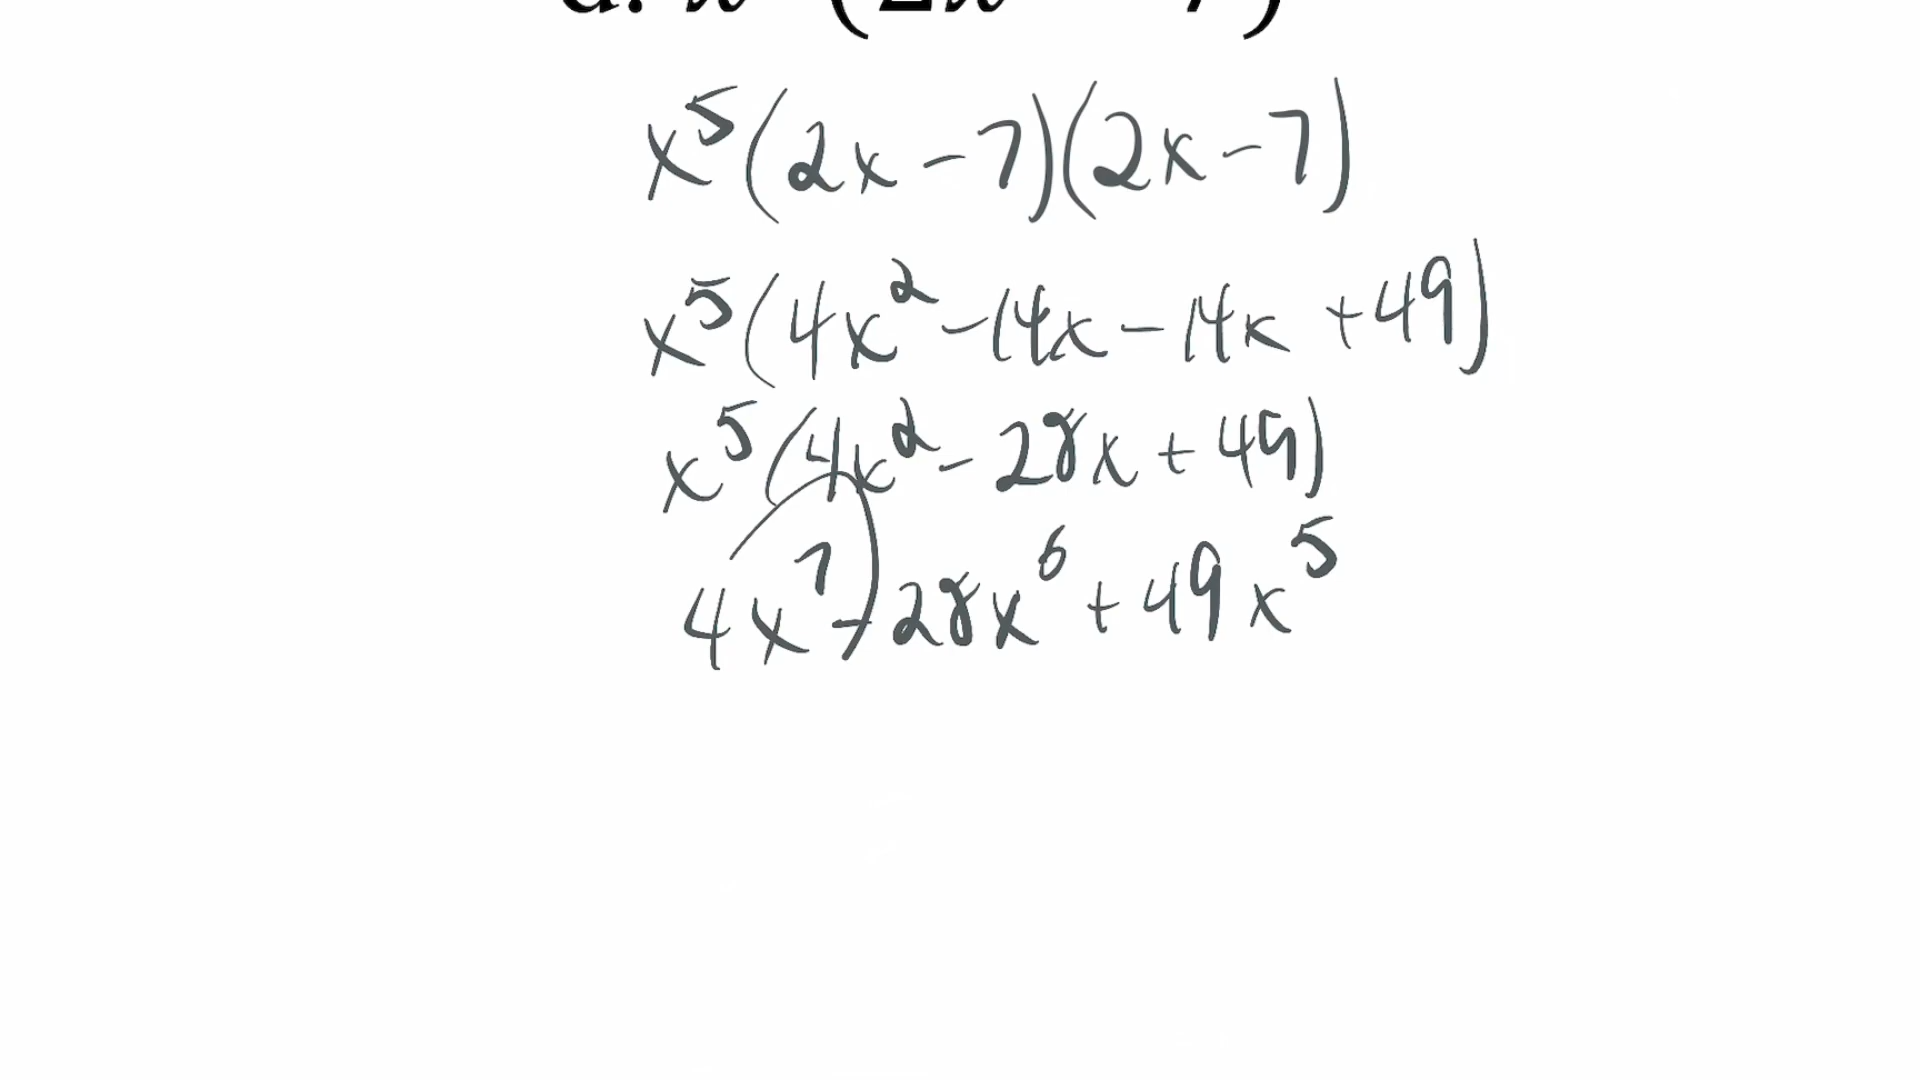 x⁵(2x-7)(2x-7)
x⁵(4x²-14x-14x+49)
x⁵(4x²-28x+49)
4x⁷-28x⁶+49x⁵